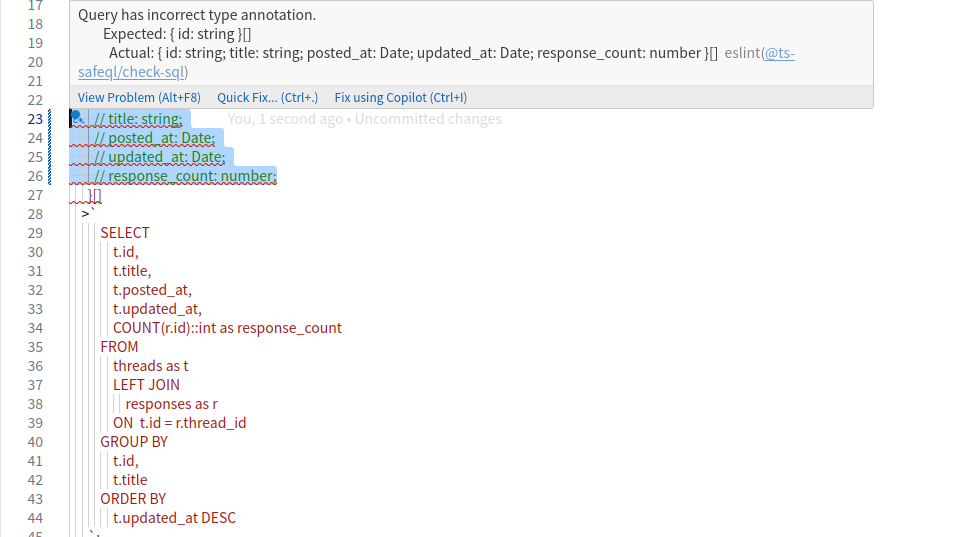 17
Query has incorrect type annotation.
18
Expected: { id: string }[]
19
Actual: { id: string; title: string; posted_at: Date; updated_at: Date; response_count: number }[] eslint(@ts-
20
safeql/check-sql)
21
22 View Problem (Alt+F8) Quick Fix... (Ctrl+.) Fix using Copilot (Ctrl+I)
23 // title: string; You, 1 second ago • Uncommitted changes
24 // posted_at: Date;
25 // updated_at: Date;
26 // response_count: number;
27 }[]
28 >`
29 SELECT
30 t.id,
31 t.title,
32 t.posted_at,
33 t.updated_at,
34 COUNT(r.id)::int as response_count
35 FROM
36 threads as t
37 LEFT JOIN
38 responses as r
39 ON t.id = r.thread_id
40 GROUP BY
41 t.id,
42 t.title
43 ORDER BY
44 t.updated_at DESC
45 `;